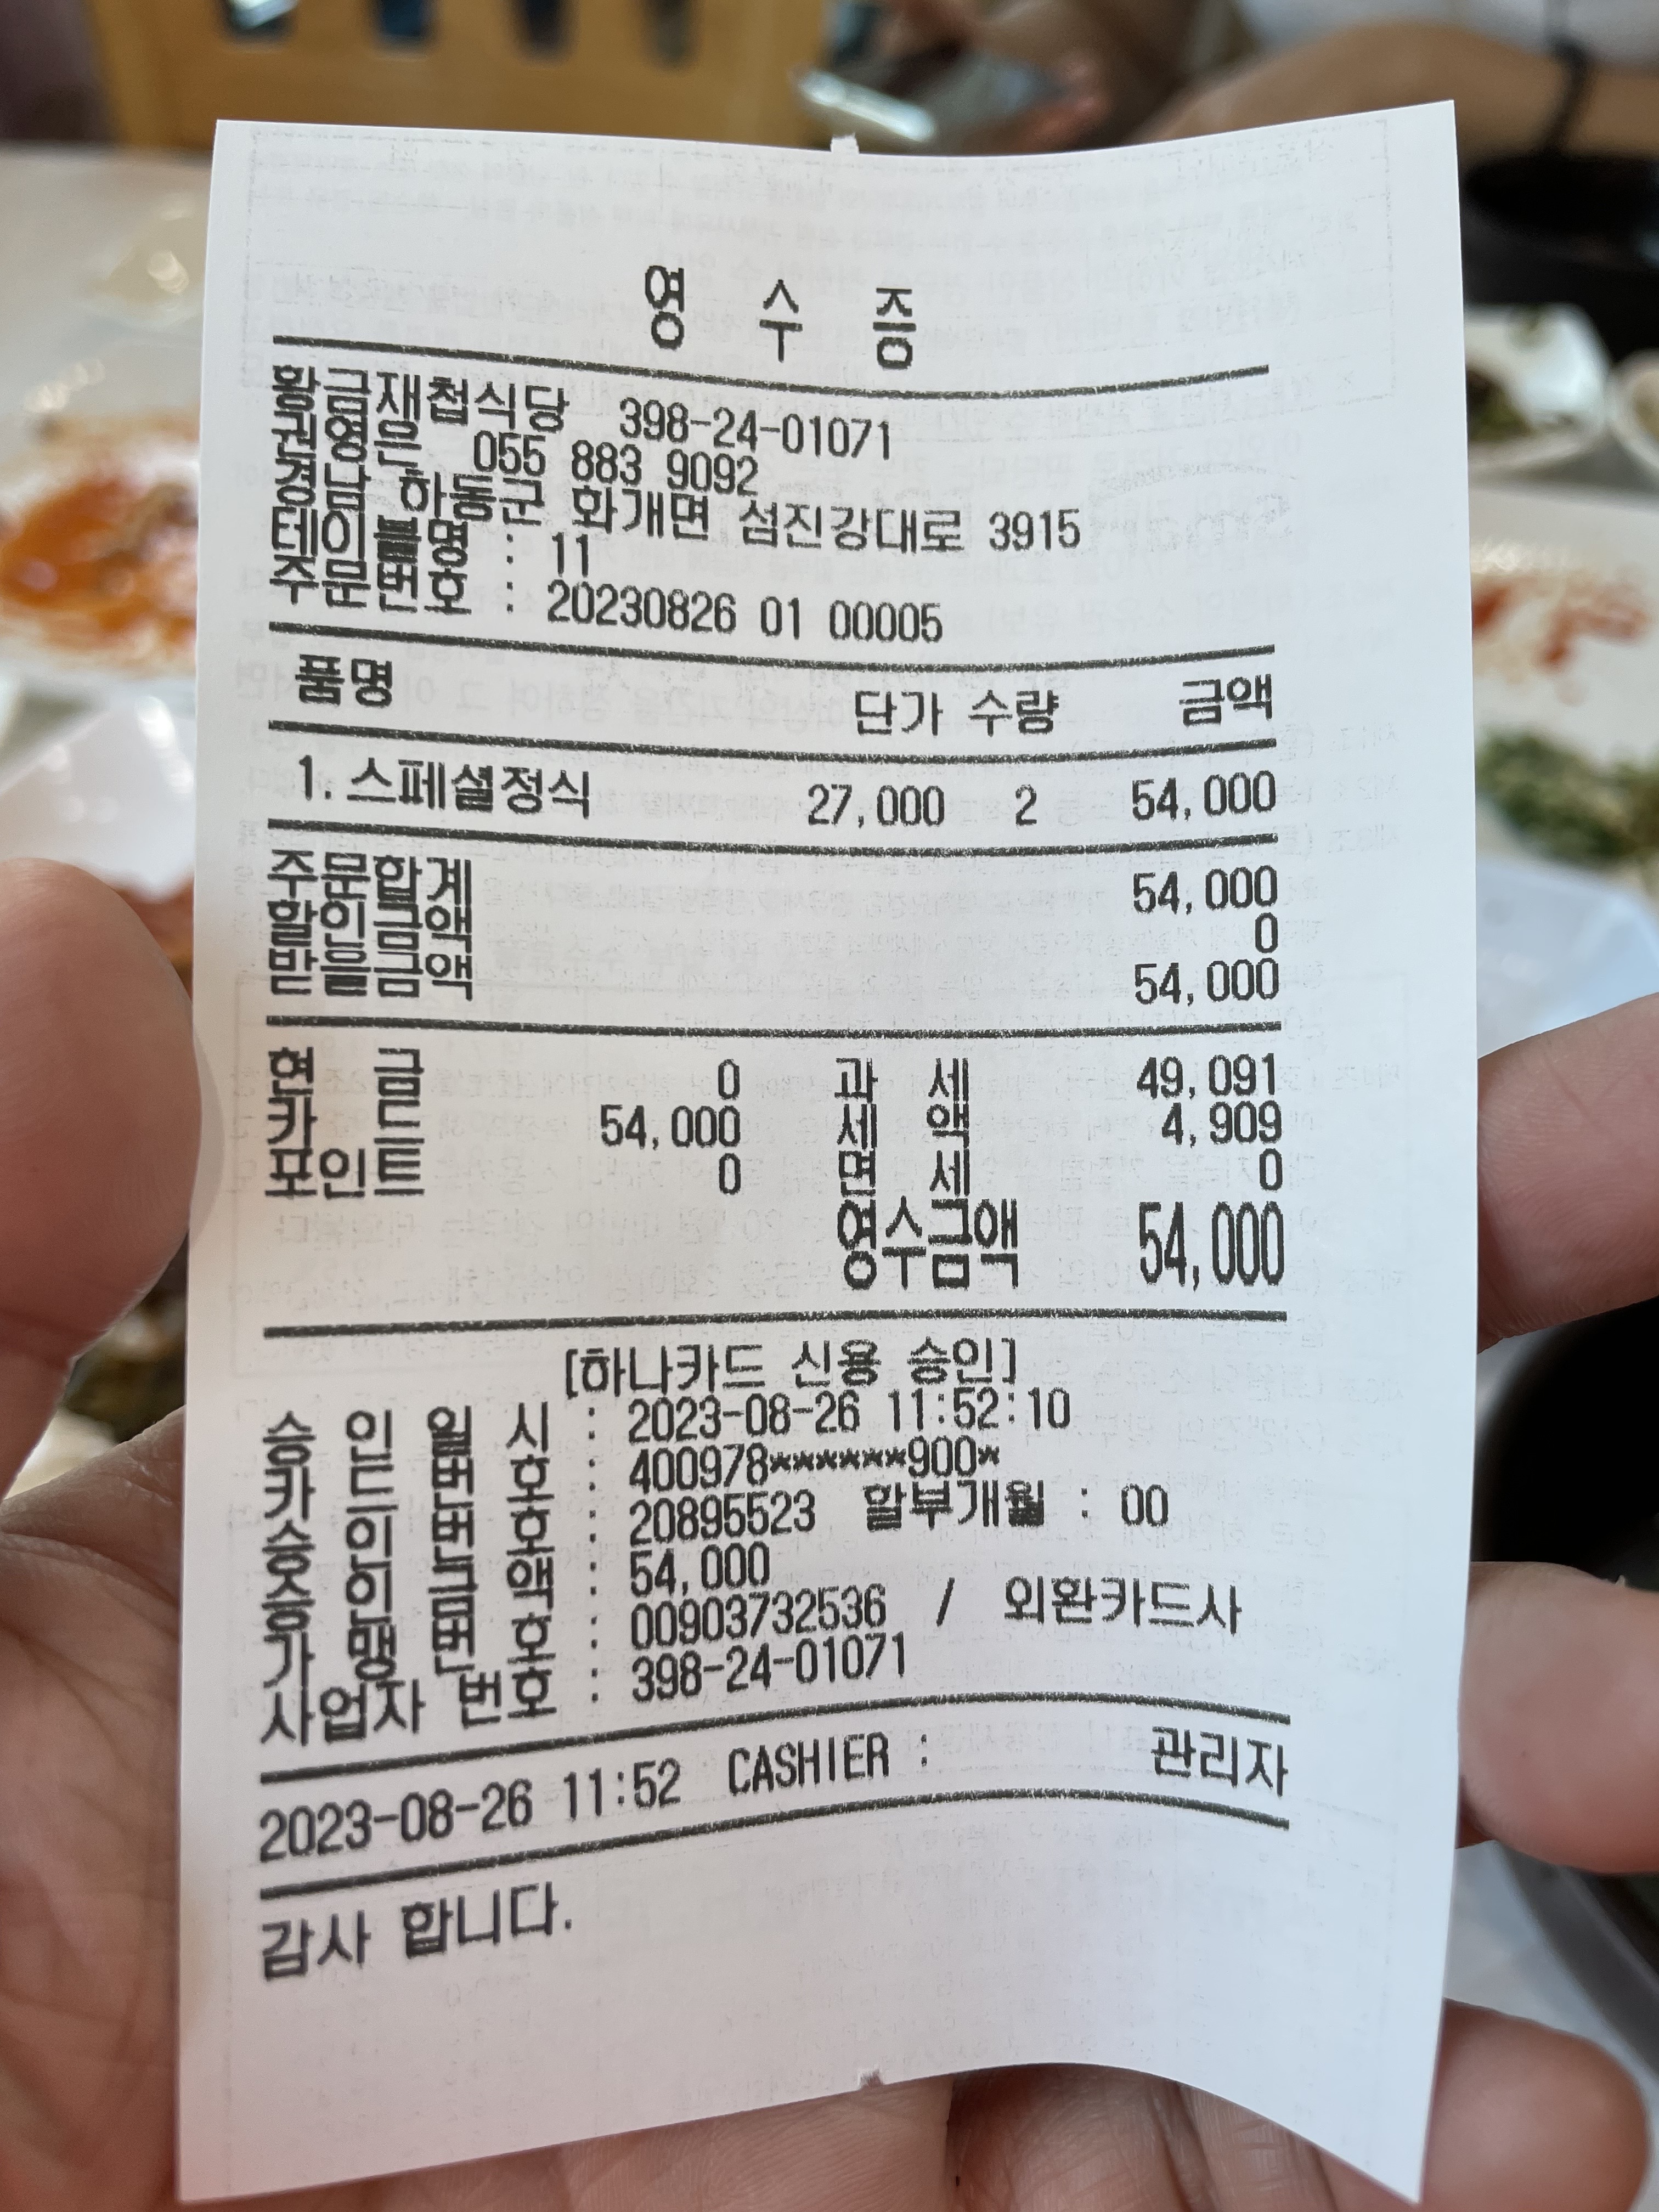 영 수 증
황금재첩식당 398-24-01071
권영은 055 883 9092
경남 하동군 화개면 섬진강대로 3915
테이블명 : 11
주문번호 : 20230826 01 00005
품명 단가 수량 금액
1. 스페셜정식 27,000 2 54,000
주문합계 54,000
할인금액 0
받을금액 54,000
현 금 0 과 세 49,091
카 드 54,000 세 액 4,909
포인트 0 면 세 0
영수금액 54,000
[하나카드 신용 승인]
승 인 일 시 : 2023-08-26 11:52:10
카 드 번 호 : 400978******900*
승 인 번 호 : 20895523 할부개월 : 00
승 인 금 액 : 54,000
가 맹 번 호 : 00903732536 / 외환카드사
사업자 번호 : 398-24-01071
2023-08-26 11:52 CASHIER : 관리자
감사 합니다.